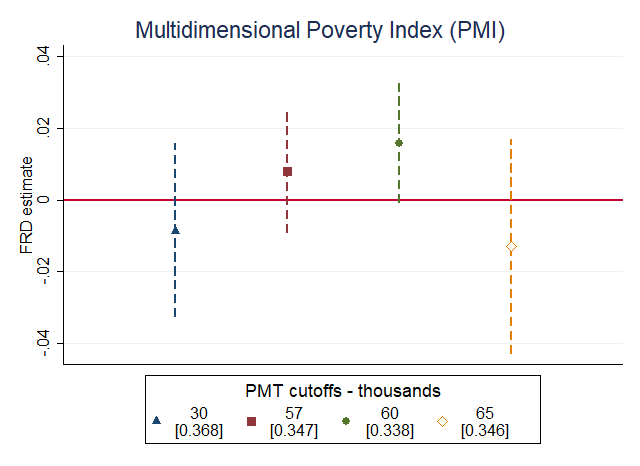 Multidimensional Poverty Index (PMI)
FRD estimate
.04
.02
0
-.02
-.04
PMT cutoffs - thousands
30 57 60 65
[0.368] [0.347] [0.338] [0.346]